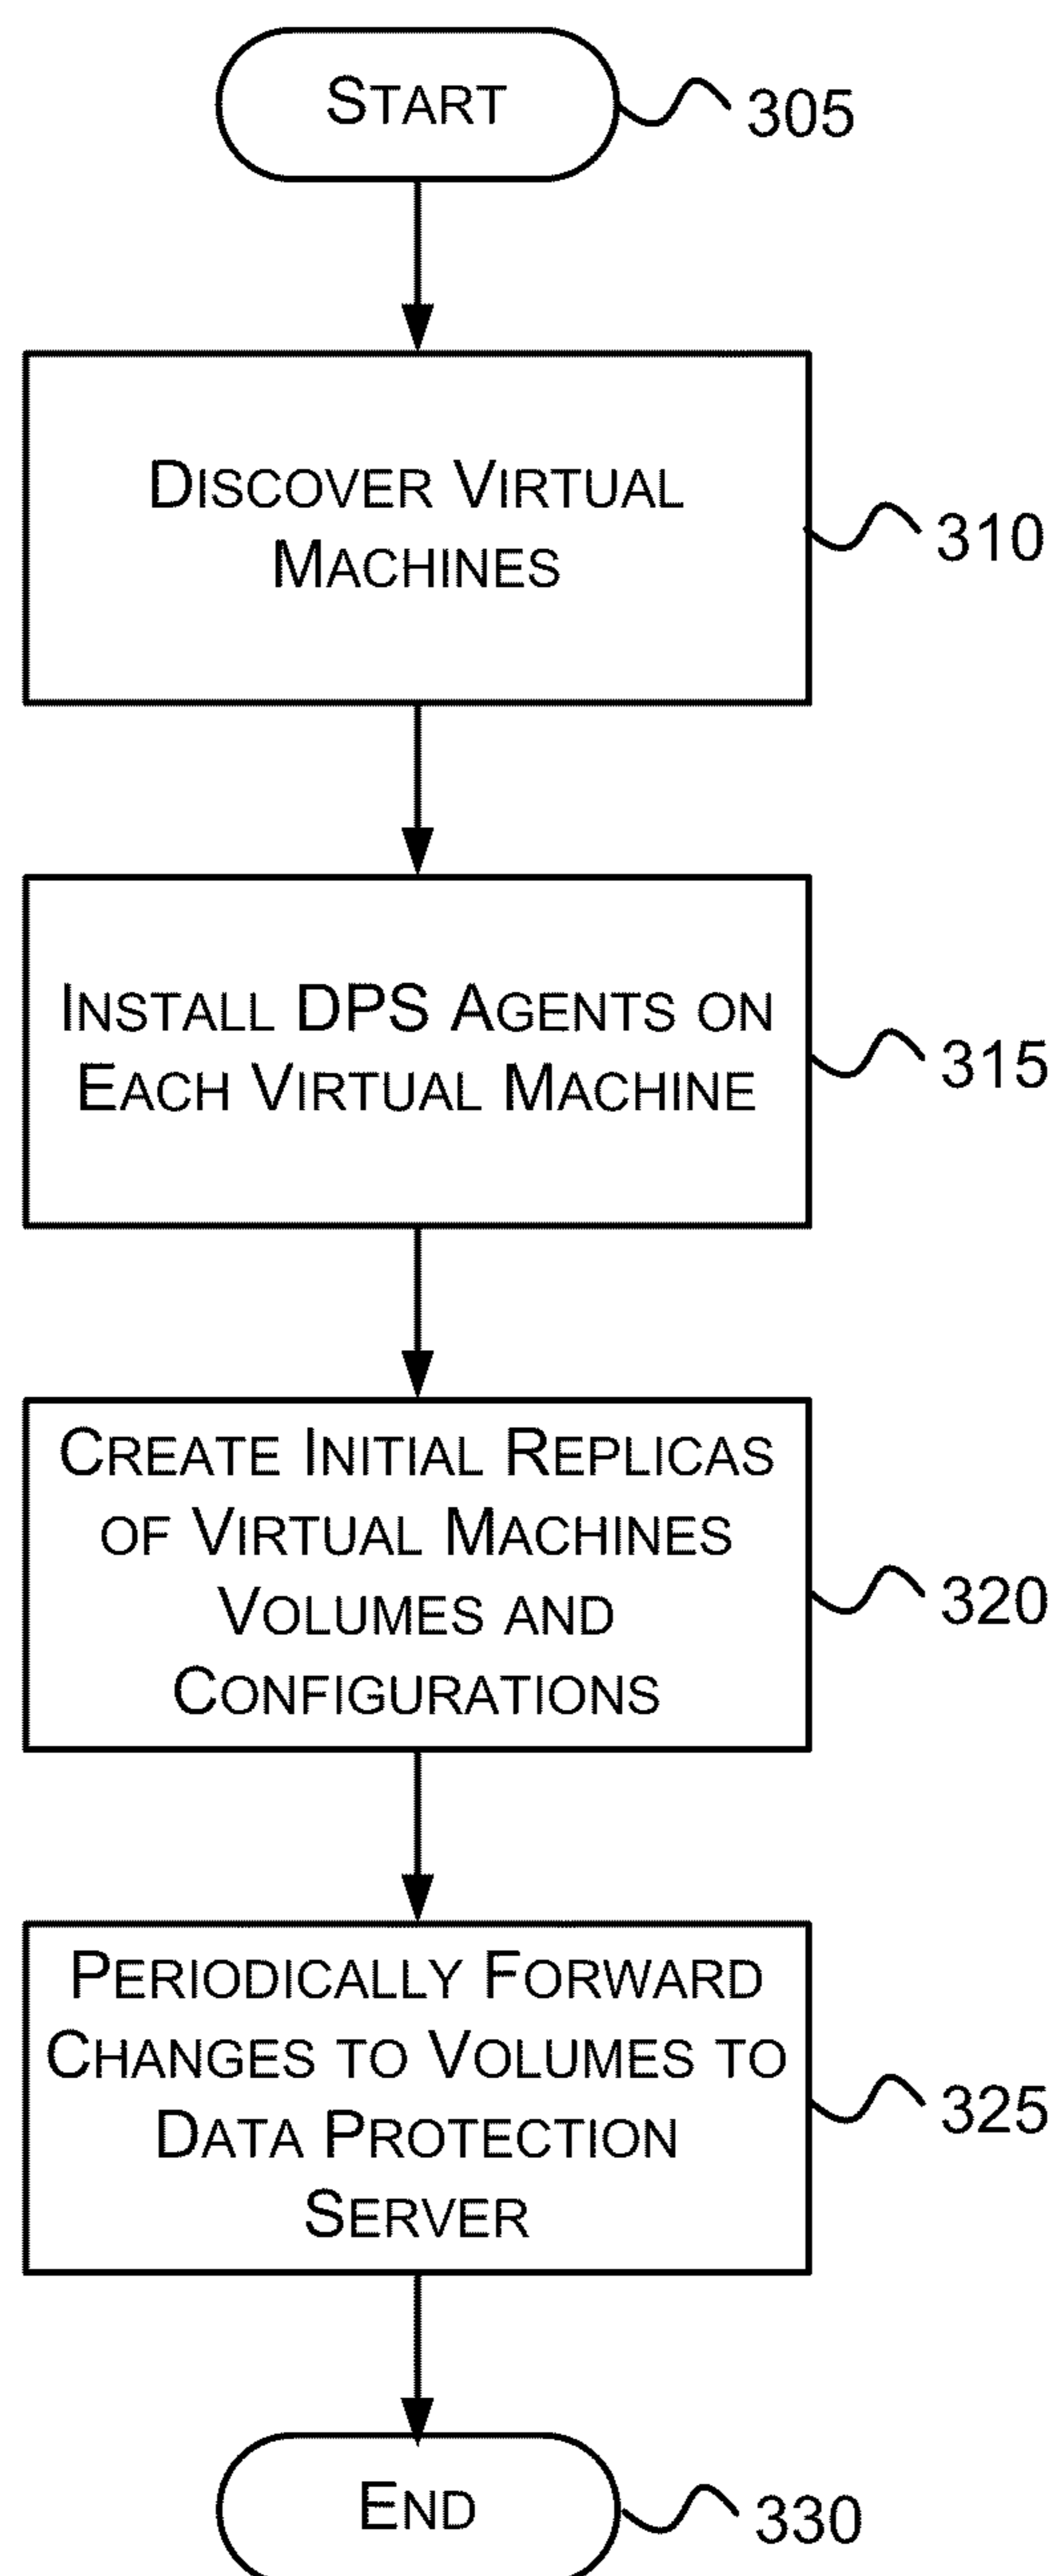 START
305
DISCOVER VIRTUAL
MACHINES
310
INSTALL DPS AGENTS ON
EACH VIRTUAL MACHINE
315
CREATE INITIAL REPLICAS
OF VIRTUAL MACHINES
VOLUMES AND
CONFIGURATIONS
320
PERIODICALLY FORWARD
CHANGES TO VOLUMES TO
DATA PROTECTION
SERVER
325
END
330